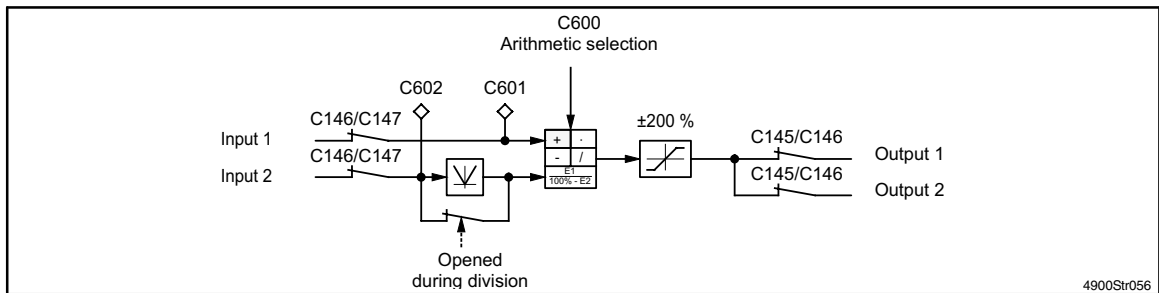 C600
Arithmetic selection
C602
C601
C146/C147
±200 %
C145/C146
Input 1
+ ·
Output 1
C146/C147
- /
C145/C146
Input 2
E1
100% - E2
Output 2
Opened
during division
4900Str056